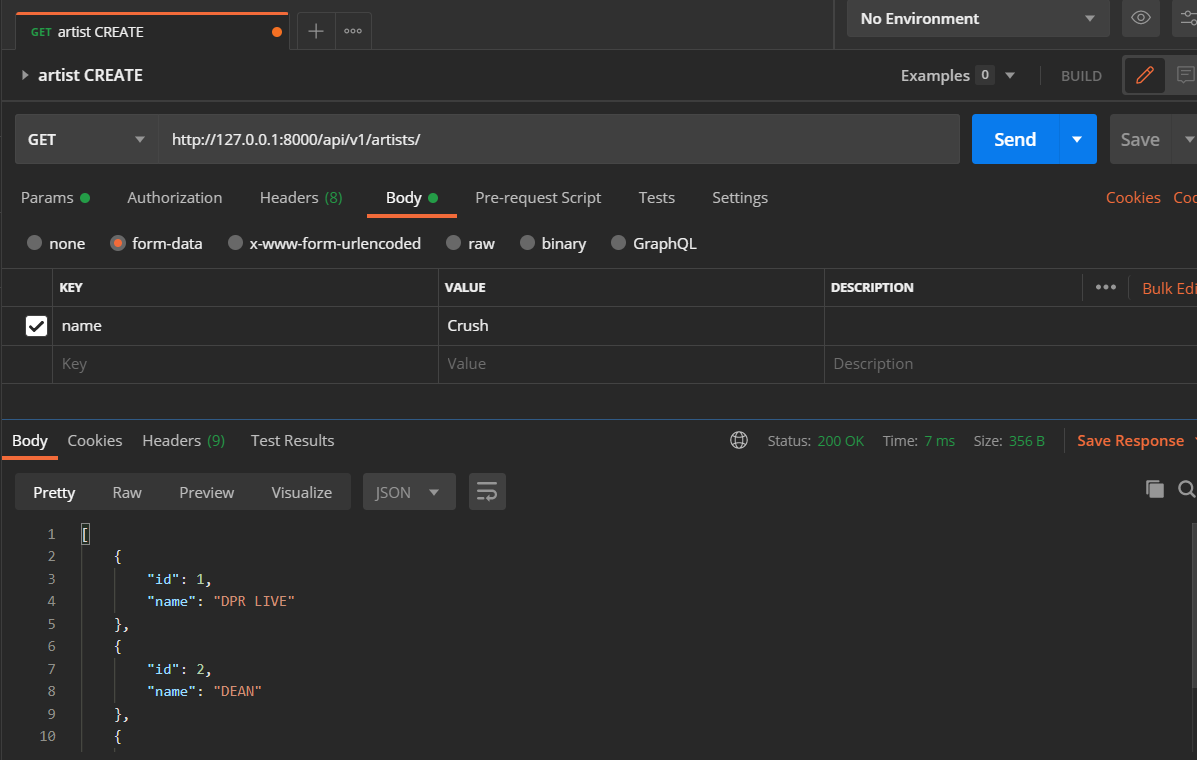 GET artist CREATE
No Environment
artist CREATE
Examples 0 BUILD
GET http://127.0.0.1:8000/api/v1/artists/ Send Save
Params Authorization Headers (8) Body Pre-request Script Tests Settings Cookies
none form-data x-www-form-urlencoded raw binary GraphQL
KEY VALUE DESCRIPTION Bulk Edi
name Crush
Key Value Description
Body Cookies Headers (9) Test Results Status: 200 OK Time: 7 ms Size: 356 B Save Response
Pretty Raw Preview Visualize JSON
1 [
2 {
3 "id": 1,
4 "name": "DPR LIVE"
5 },
6 {
7 "id": 2,
8 "name": "DEAN"
9 },
10 {